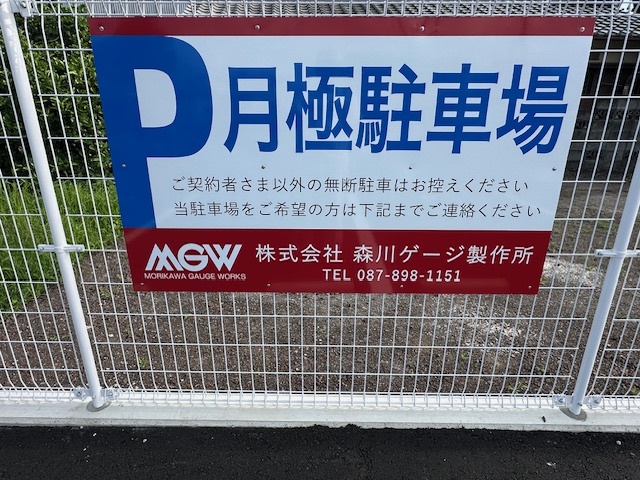 P 月極駐車場
ご契約者さま以外の無断駐車はお控えください
当駐車場をご希望の方は下記までご連絡ください
MGW 株式会社 森川ゲージ製作所
MORIKAWA GAUGE WORKS TEL 087-898-1151